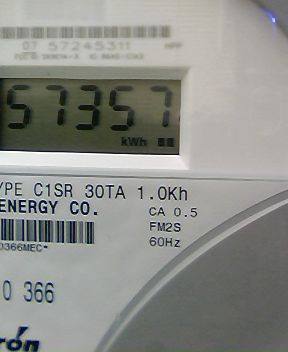 07 57245311
57357
kWh
YPE C1SR 30TA 1.0Kh
ENERGY CO.
CA 0.5
FM2S
60Hz
0366MEC*
0 366
rón